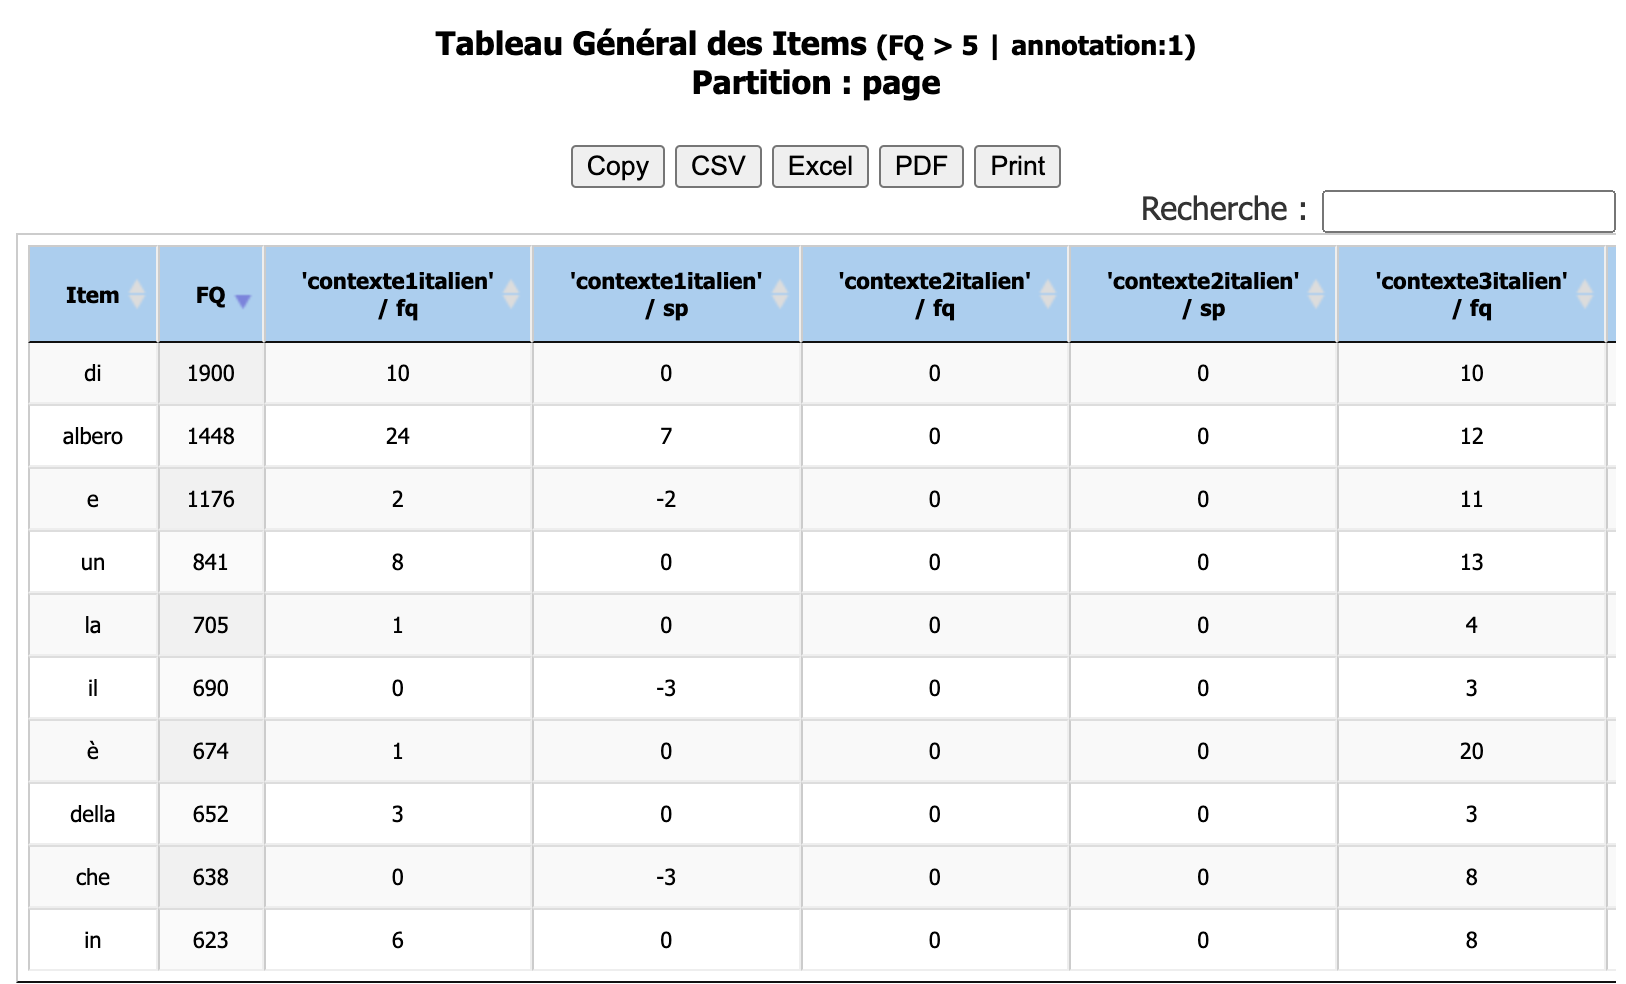 Tableau Général des Items (FQ > 5 | annotation:1)
Partition : page
Copy CSV Excel PDF Print
Recherche :
Item FQ 'contexte1italien' / fq 'contexte1italien' / sp 'contexte2italien' / fq 'contexte2italien' / sp 'contexte3italien' / fq
di 1900 10 0 0 0 10
albero 1448 24 7 0 0 12
e 1176 2 -2 0 0 11
un 841 8 0 0 0 13
la 705 1 0 0 0 4
il 690 0 -3 0 0 3
è 674 1 0 0 0 20
della 652 3 0 0 0 3
che 638 0 -3 0 0 8
in 623 6 0 0 0 8